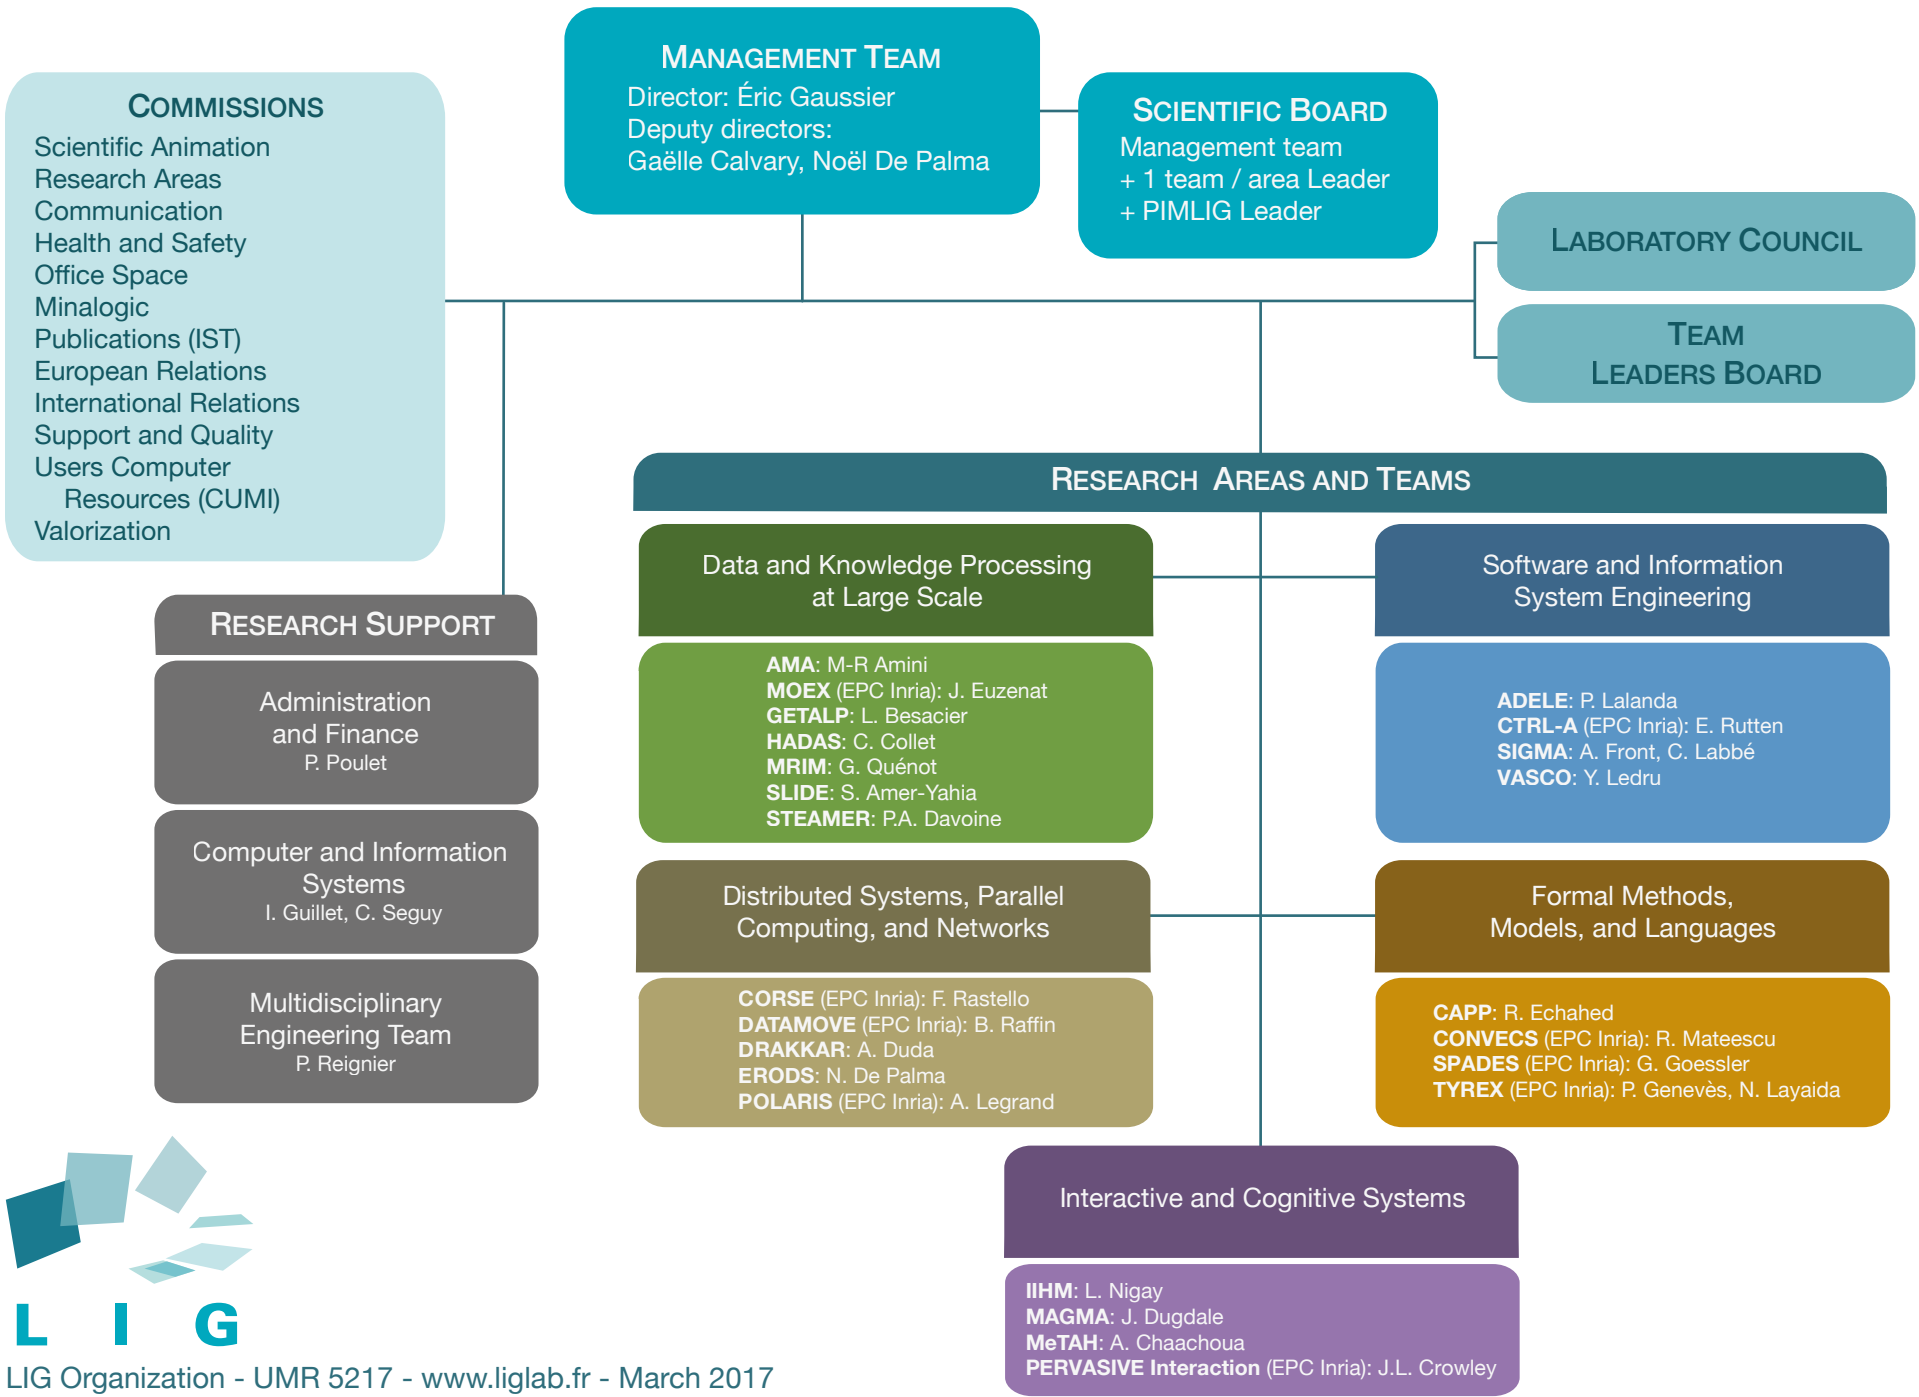 MANAGEMENT TEAM
Director: Éric Gaussier
Deputy directors:
Gaëlle Calvary, Noël De Palma
SCIENTIFIC BOARD
Management team
+ 1 team / area Leader
+ PIMLIG Leader
COMMISSIONS
Scientific Animation
Research Areas
Communication
Health and Safety
Office Space
Minalogic
Publications (IST)
European Relations
International Relations
Support and Quality
Users Computer
Resources (CUMI)
Valorization
LABORATORY COUNCIL
TEAM
LEADERS BOARD
RESEARCH SUPPORT
Administration
and Finance
P. Poulet
Computer and Information
Systems
I. Guillet, C. Seguy
Multidisciplinary
Engineering Team
P. Reignier
RESEARCH AREAS AND TEAMS
Data and Knowledge Processing
at Large Scale
AMA: M-R Amini
MOEX (EPC Inria): J. Euzenat
GETALP: L. Besacier
HADAS: C. Collet
MRIM: G. Quénot
SLIDE: S. Amer-Yahia
STEAMER: P.A. Davoine
Software and Information
System Engineering
ADELE: P. Lalanda
CTRL-A (EPC Inria): E. Rutten
SIGMA: A. Front, C. Labbé
VASCO: Y. Ledru
Distributed Systems, Parallel
Computing, and Networks
CORSE (EPC Inria): F. Rastello
DATAMOVE (EPC Inria): B. Raffin
DRAKKAR: A. Duda
ERODS: N. De Palma
POLARIS (EPC Inria): A. Legrand
Formal Methods,
Models, and Languages
CAPP: R. Echahed
CONVECS (EPC Inria): R. Mateescu
SPADES (EPC Inria): G. Goessler
TYREX (EPC Inria): P. Genevès, N. Layaida
Interactive and Cognitive Systems
IIHM: L. Nigay
MAGMA: J. Dugdale
MeTAH: A. Chaachoua
PERVASIVE Interaction (EPC Inria): J.L. Crowley
L I G
LIG Organization - UMR 5217 - www.liglab.fr - March 2017